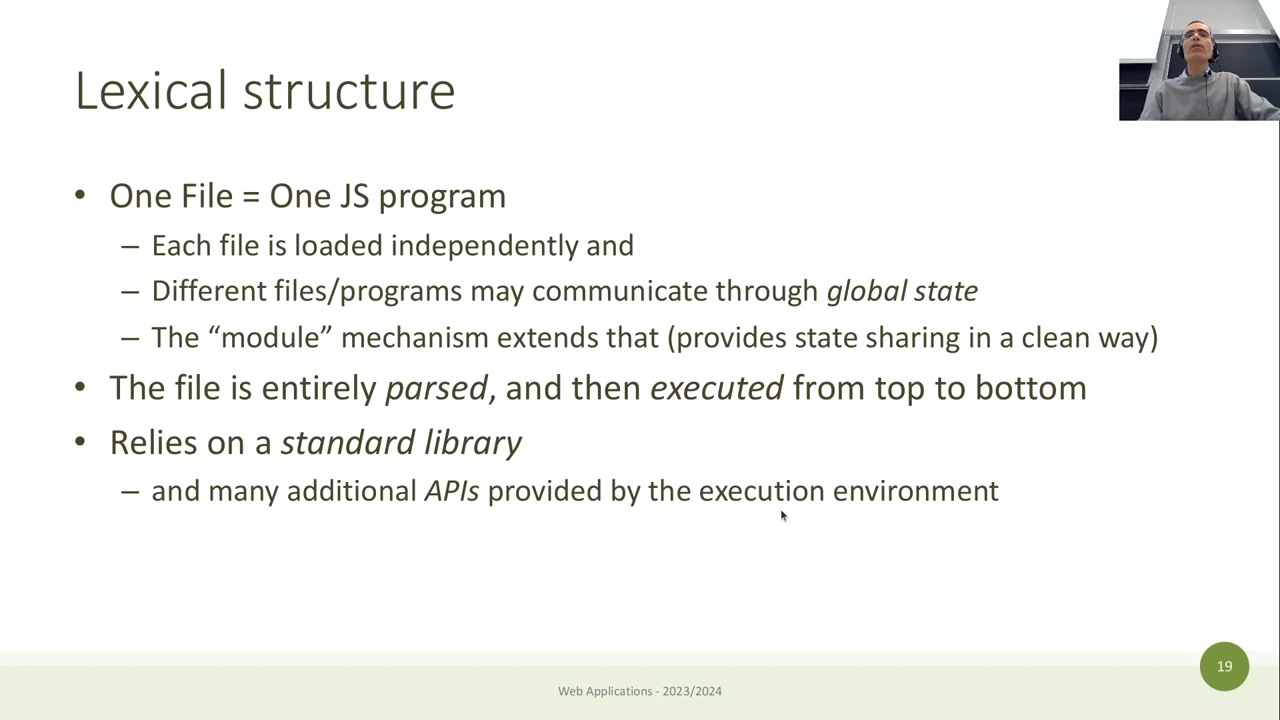 Lexical structure
• One File = One JS program
– Each file is loaded independently and
– Different files/programs may communicate through global state
– The “module” mechanism extends that (provides state sharing in a clean way)
• The file is entirely parsed, and then executed from top to bottom
• Relies on a standard library
– and many additional APIs provided by the execution environment
19
Web Applications - 2023/2024